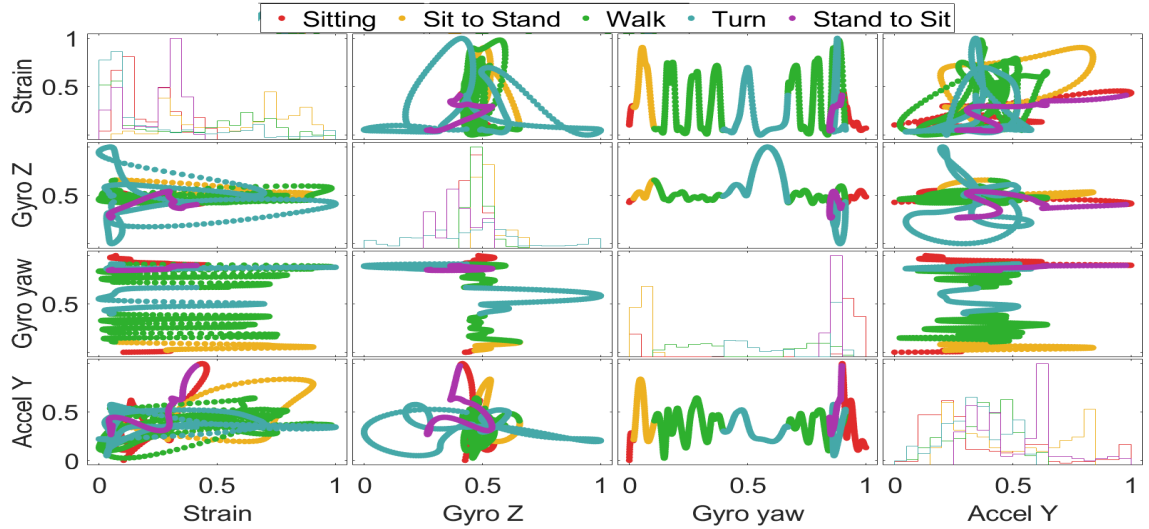 Sitting Sit to Stand Walk Turn Stand to Sit
1
Strain
0.5
Gyro Z
0.5
Gyro yaw
0.5
Accel Y
0.5
0
0 0.5 1 0 0.5 1 0 0.5 1 0 0.5 1
Strain Gyro Z Gyro yaw Accel Y